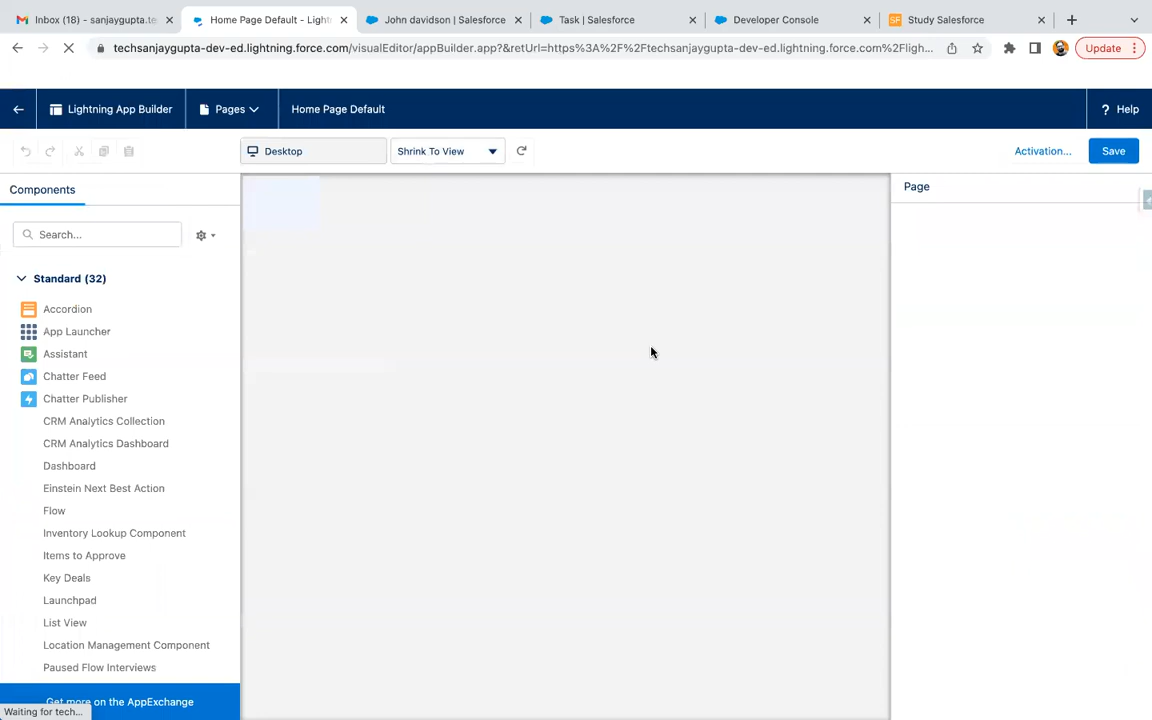 Inbox (18) - sanjaygupta.te
Home Page Default - Lightn
John davidson | Salesforce
Task | Salesforce
Developer Console
Study Salesforce
techsanjaygupta-dev-ed.lightning.force.com/visualEditor/appBuilder.app?&retUrl=https%3A%2F%2Ftechsanjaygupta-dev-ed.lightning.force.com%2Fligh...
Update
Lightning App Builder
Pages
Home Page Default
? Help
Desktop
Shrink To View
Activation...
Save
Components
Page
Search...
Standard (32)
Accordion
App Launcher
Assistant
Chatter Feed
Chatter Publisher
CRM Analytics Collection
CRM Analytics Dashboard
Dashboard
Einstein Next Best Action
Flow
Inventory Lookup Component
Items to Approve
Key Deals
Launchpad
List View
Location Management Component
Paused Flow Interviews
Get more on the AppExchange
Waiting for tech...